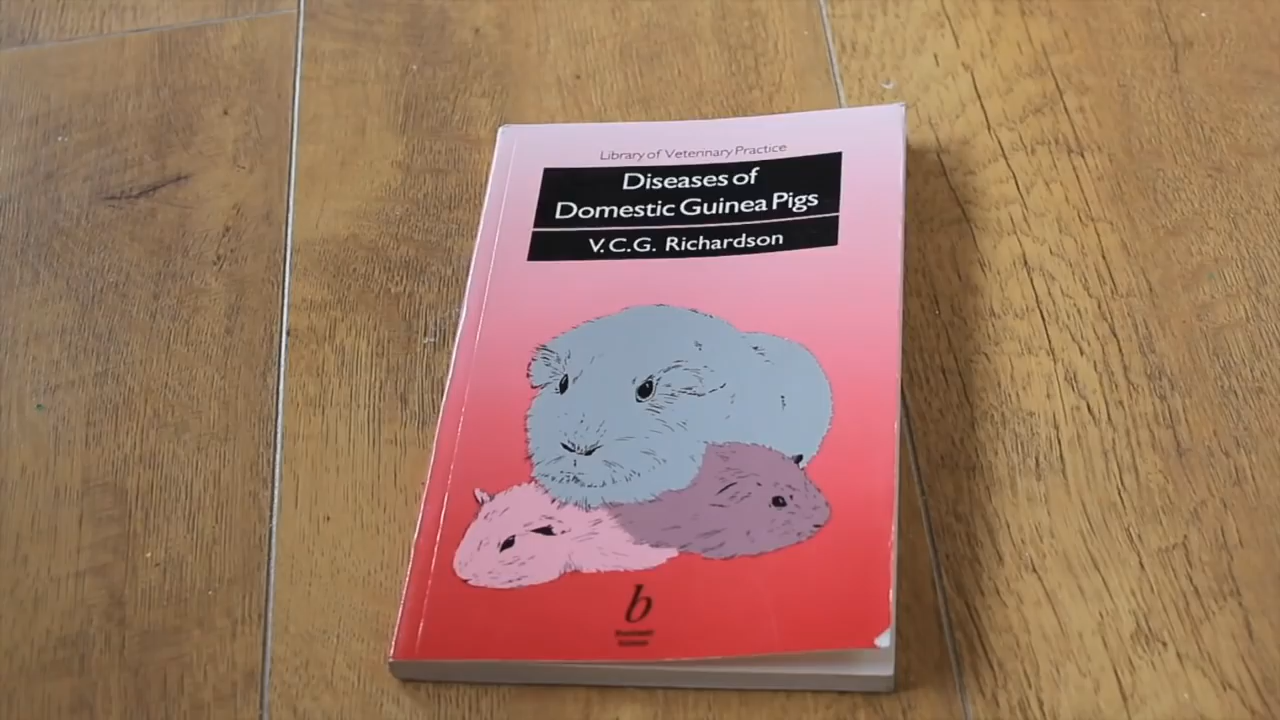 Library of Veterinary Practice
Diseases of
Domestic Guinea Pigs
V. C. G. Richardson
b